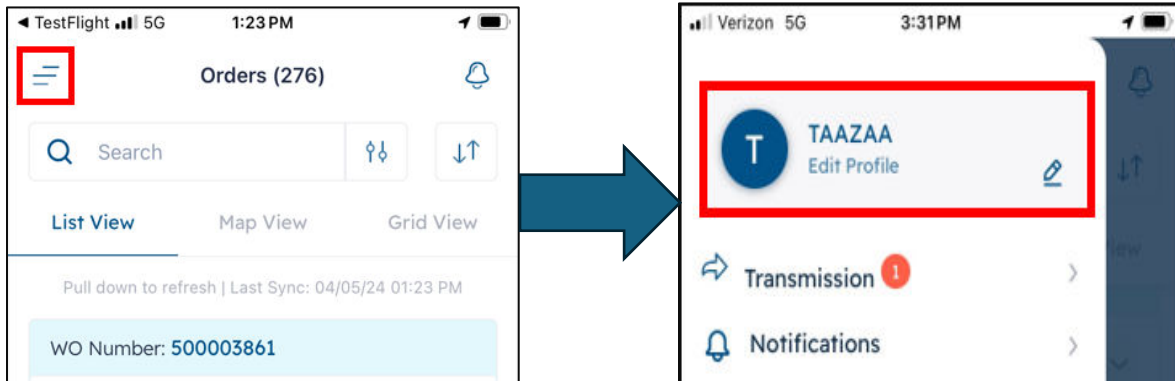 ◄ TestFlight 5G 1:23 PM
Orders (276)
Search
List View Map View Grid View
Pull down to refresh | Last Sync: 04/05/24 01:23 PM
WO Number: 500003861
Verizon 5G 3:31 PM
T
TAAZAA
Edit Profile
Transmission 1
Notifications